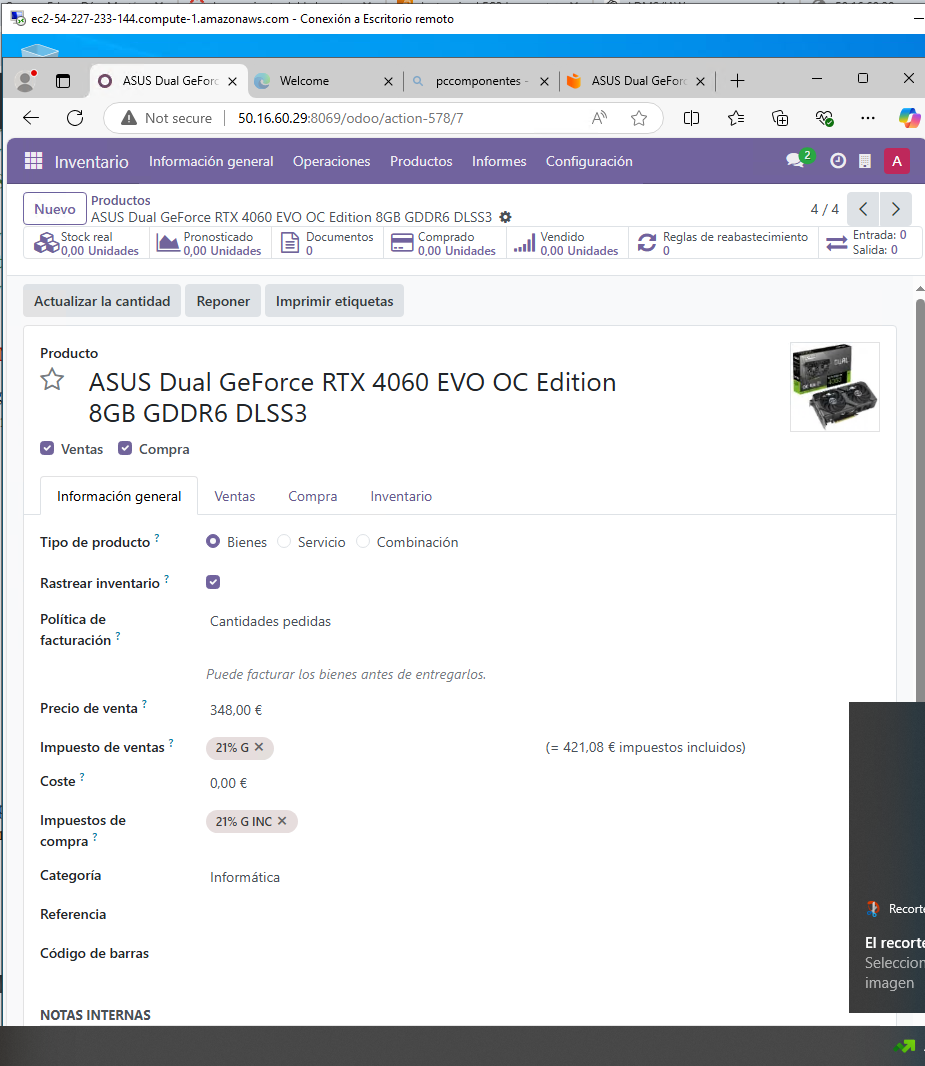 ec2-54-227-233-144.compute-1.amazonaws.com - Conexión a Escritorio remoto
ASUS Dual GeForc
Welcome
pccomponentes -
ASUS Dual GeForc
Not secure
50.16.60.29:8069/odoo/action-578/7
Inventario
Información general
Operaciones
Productos
Informes
Configuración
2
A
Nuevo
Productos
ASUS Dual GeForce RTX 4060 EVO OC Edition 8GB GDDR6 DLSS3
4 / 4
Stock real
0,00 Unidades
Pronosticado
0,00 Unidades
Documentos
0
Comprado
0,00 Unidades
Vendido
0,00 Unidades
Reglas de reabastecimiento
0
Entrada: 0
Salida: 0
Actualizar la cantidad
Reponer
Imprimir etiquetas
Producto
ASUS Dual GeForce RTX 4060 EVO OC Edition
8GB GDDR6 DLSS3
Ventas
Compra
Información general
Ventas
Compra
Inventario
Tipo de producto ?
Bienes
Servicio
Combinación
Rastrear inventario ?
Política de
facturación ?
Cantidades pedidas
Puede facturar los bienes antes de entregarlos.
Precio de venta ?
348,00 €
Impuesto de ventas ?
21% G
(= 421,08 € impuestos incluidos)
Coste ?
0,00 €
Impuestos de
compra ?
21% G INC
Categoría
Informática
Referencia
Código de barras
NOTAS INTERNAS
Recorte
El recorte
Seleccion
imagen